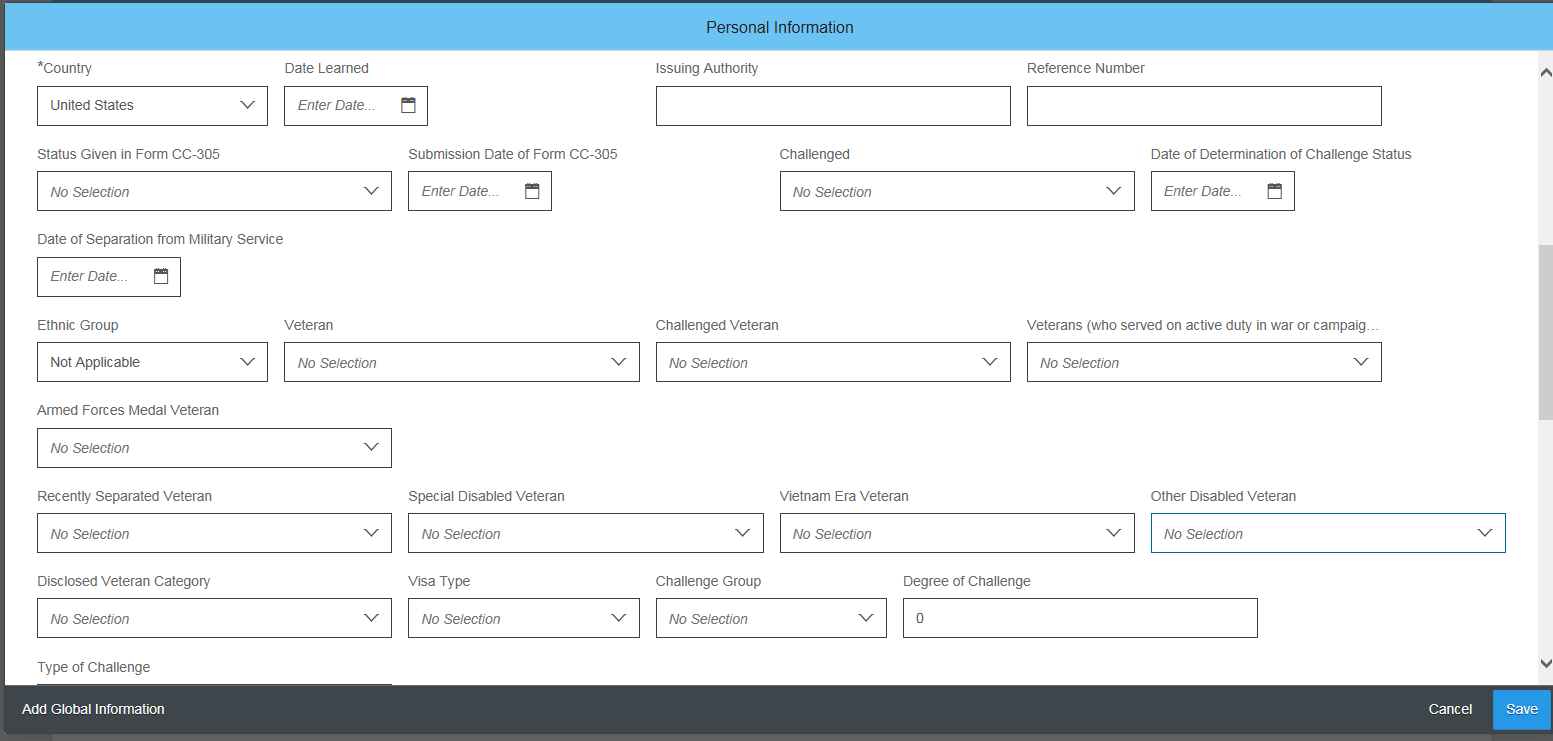 Personal Information
*Country Date Learned Issuing Authority Reference Number
United States Enter Date...
Status Given in Form CC-305 Submission Date of Form CC-305 Challenged Date of Determination of Challenge Status
No Selection Enter Date... No Selection Enter Date...
Date of Separation from Military Service
Enter Date...
Ethnic Group Veteran Challenged Veteran Veterans (who served on active duty in war or campaig...
Not Applicable No Selection No Selection No Selection
Armed Forces Medal Veteran
No Selection
Recently Separated Veteran Special Disabled Veteran Vietnam Era Veteran Other Disabled Veteran
No Selection No Selection No Selection No Selection
Disclosed Veteran Category Visa Type Challenge Group Degree of Challenge
No Selection No Selection No Selection 0
Type of Challenge
Add Global Information Cancel Save